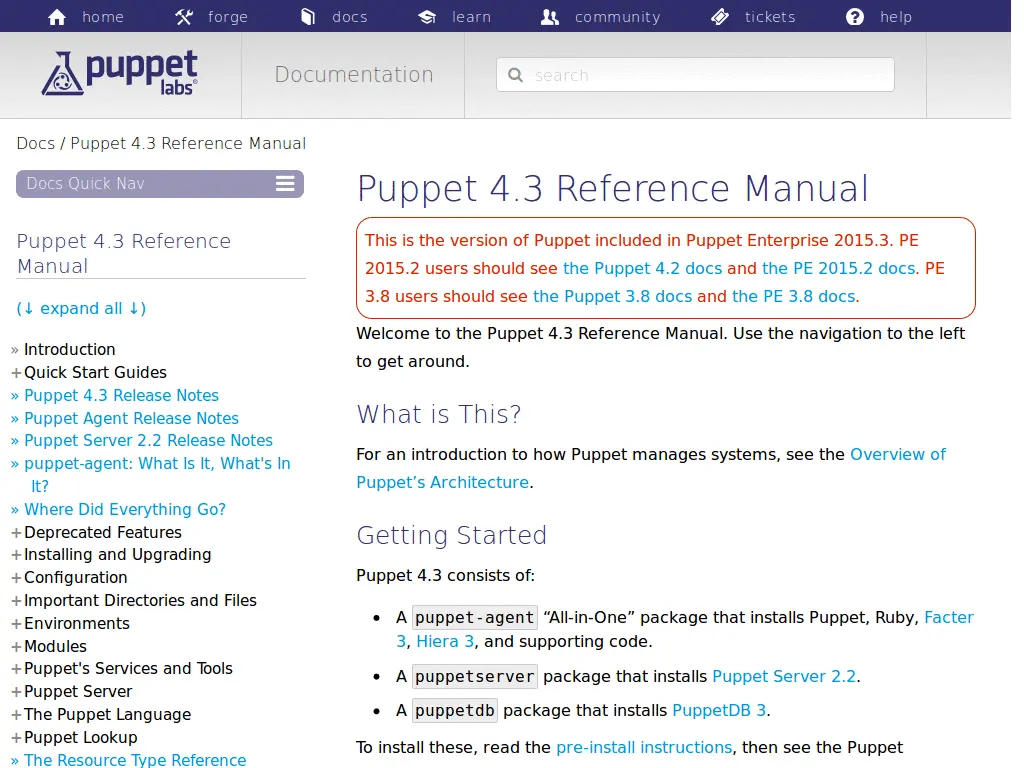 home forge docs learn community tickets help
puppet labs®
Documentation
search
Docs / Puppet 4.3 Reference Manual
Docs Quick Nav
Puppet 4.3 Reference
Manual
(↓ expand all ↓)
» Introduction
+Quick Start Guides
» Puppet 4.3 Release Notes
» Puppet Agent Release Notes
» Puppet Server 2.2 Release Notes
» puppet-agent: What Is It, What's In
It?
» Where Did Everything Go?
+Deprecated Features
+Installing and Upgrading
+Configuration
+Important Directories and Files
+Environments
+Modules
+Puppet's Services and Tools
+Puppet Server
+The Puppet Language
+Puppet Lookup
» The Resource Type Reference
Puppet 4.3 Reference Manual
This is the version of Puppet included in Puppet Enterprise 2015.3. PE
2015.2 users should see the Puppet 4.2 docs and the PE 2015.2 docs. PE
3.8 users should see the Puppet 3.8 docs and the PE 3.8 docs.
Welcome to the Puppet 4.3 Reference Manual. Use the navigation to the left
to get around.
What is This?
For an introduction to how Puppet manages systems, see the Overview of
Puppet’s Architecture.
Getting Started
Puppet 4.3 consists of:
• A puppet-agent “All-in-One” package that installs Puppet, Ruby, Facter
3, Hiera 3, and supporting code.
• A puppetserver package that installs Puppet Server 2.2.
• A puppetdb package that installs PuppetDB 3.
To install these, read the pre-install instructions, then see the Puppet